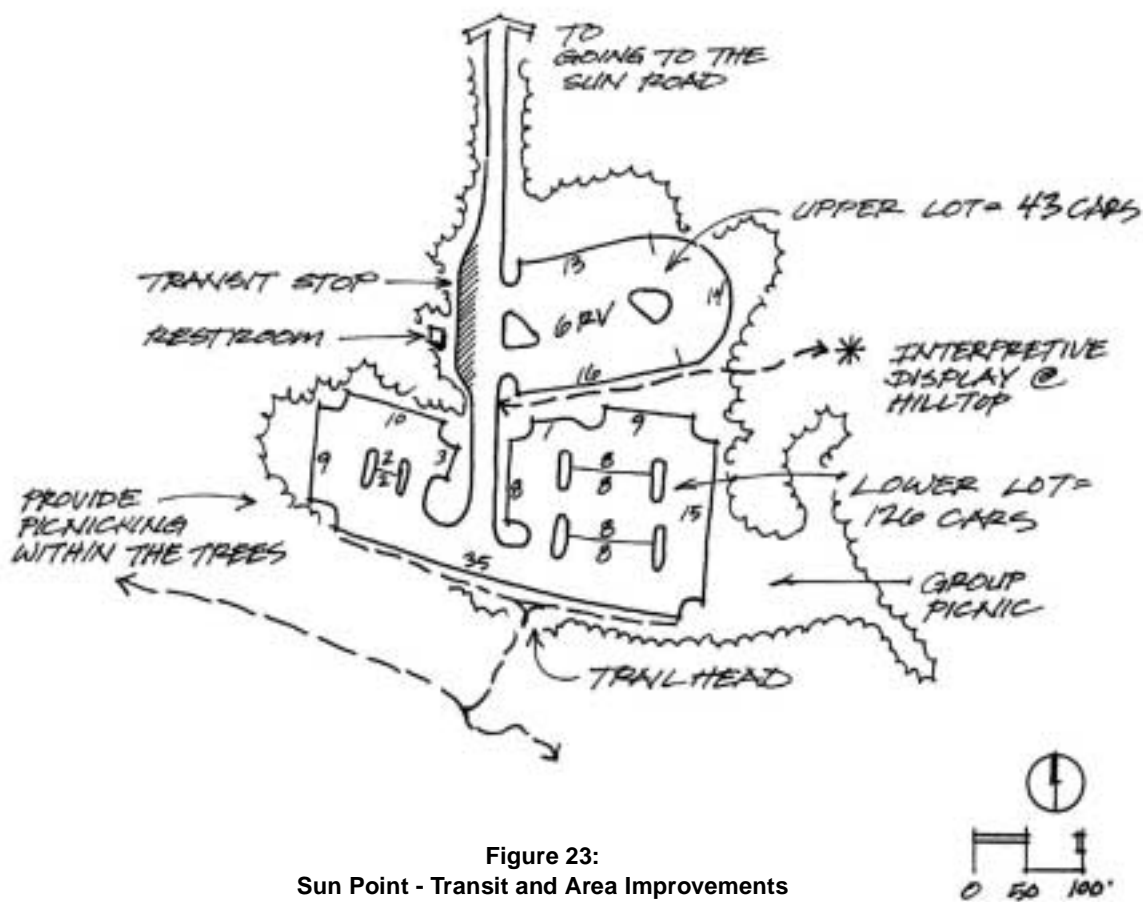 TO
GOING TO THE
SUN ROAD
UPPER LOT = 43 CARS
13
14
TRANSIT STOP
6 RV
RESTROOM
INTERPRETIVE
DISPLAY @
HILLTOP
16
10
9
7
3
2
2
9
8
8
8
15
8
8
LOWER LOT =
126 CARS
PROVIDE
PICNICKING
WITHIN THE TREES
35
GROUP
PICNIC
TRAILHEAD
0 50 100'
Figure 23:
Sun Point - Transit and Area Improvements